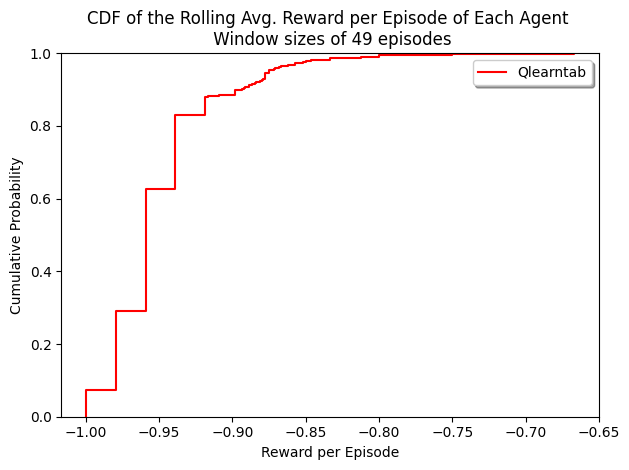 CDF of the Rolling Avg. Reward per Episode of Each Agent
Window sizes of 49 episodes
Qlearntab
1.0
0.8
0.6
0.4
0.2
0.0
Cumulative Probability
−1.00 −0.95 −0.90 −0.85 −0.80 −0.75 −0.70 −0.65
Reward per Episode